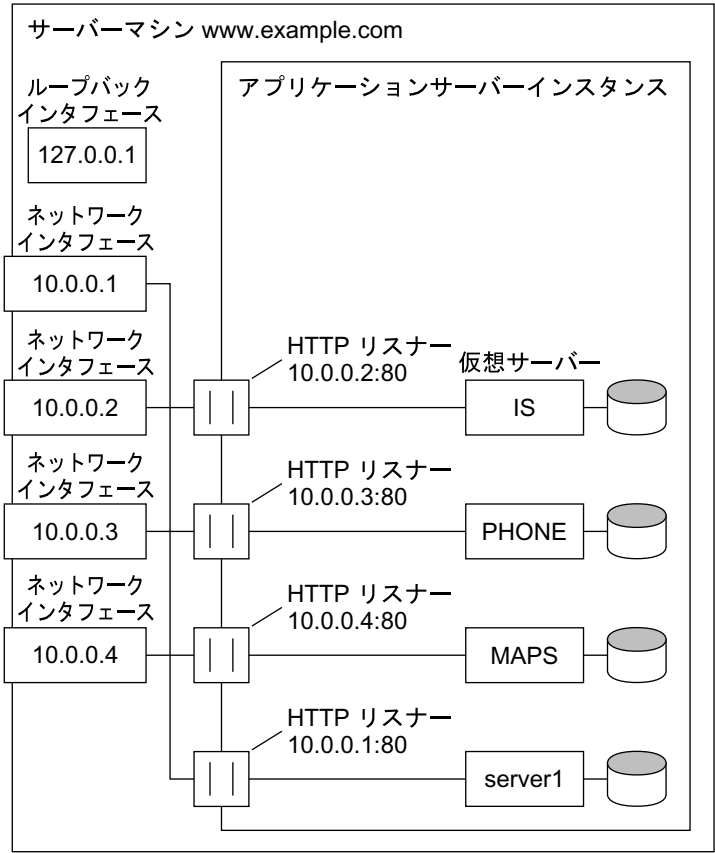 サーバーマシン www.example.com
ループバック
インタフェース
127.0.0.1
アプリケーションサーバーインスタンス
ネットワーク
インタフェース
10.0.0.1
ネットワーク
インタフェース
10.0.0.2
HTTP リスナー
10.0.0.2:80
仮想サーバー
IS
ネットワーク
インタフェース
10.0.0.3
HTTP リスナー
10.0.0.3:80
PHONE
ネットワーク
インタフェース
10.0.0.4
HTTP リスナー
10.0.0.4:80
MAPS
HTTP リスナー
10.0.0.1:80
server1